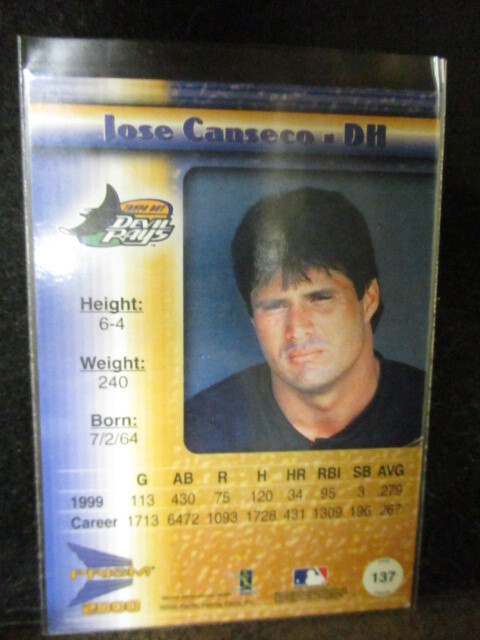 Jose Canseco - DH
TAMPA BAY
DEVIL
RAYS
Height:
6-4
Weight:
240
Born:
7/2/64
G AB R H HR RBI SB AVG
1999 113 430 75 120 34 95 3 279
Career 1713 6472 1093 1728 431 1309 196 267
PRISM
2000
137